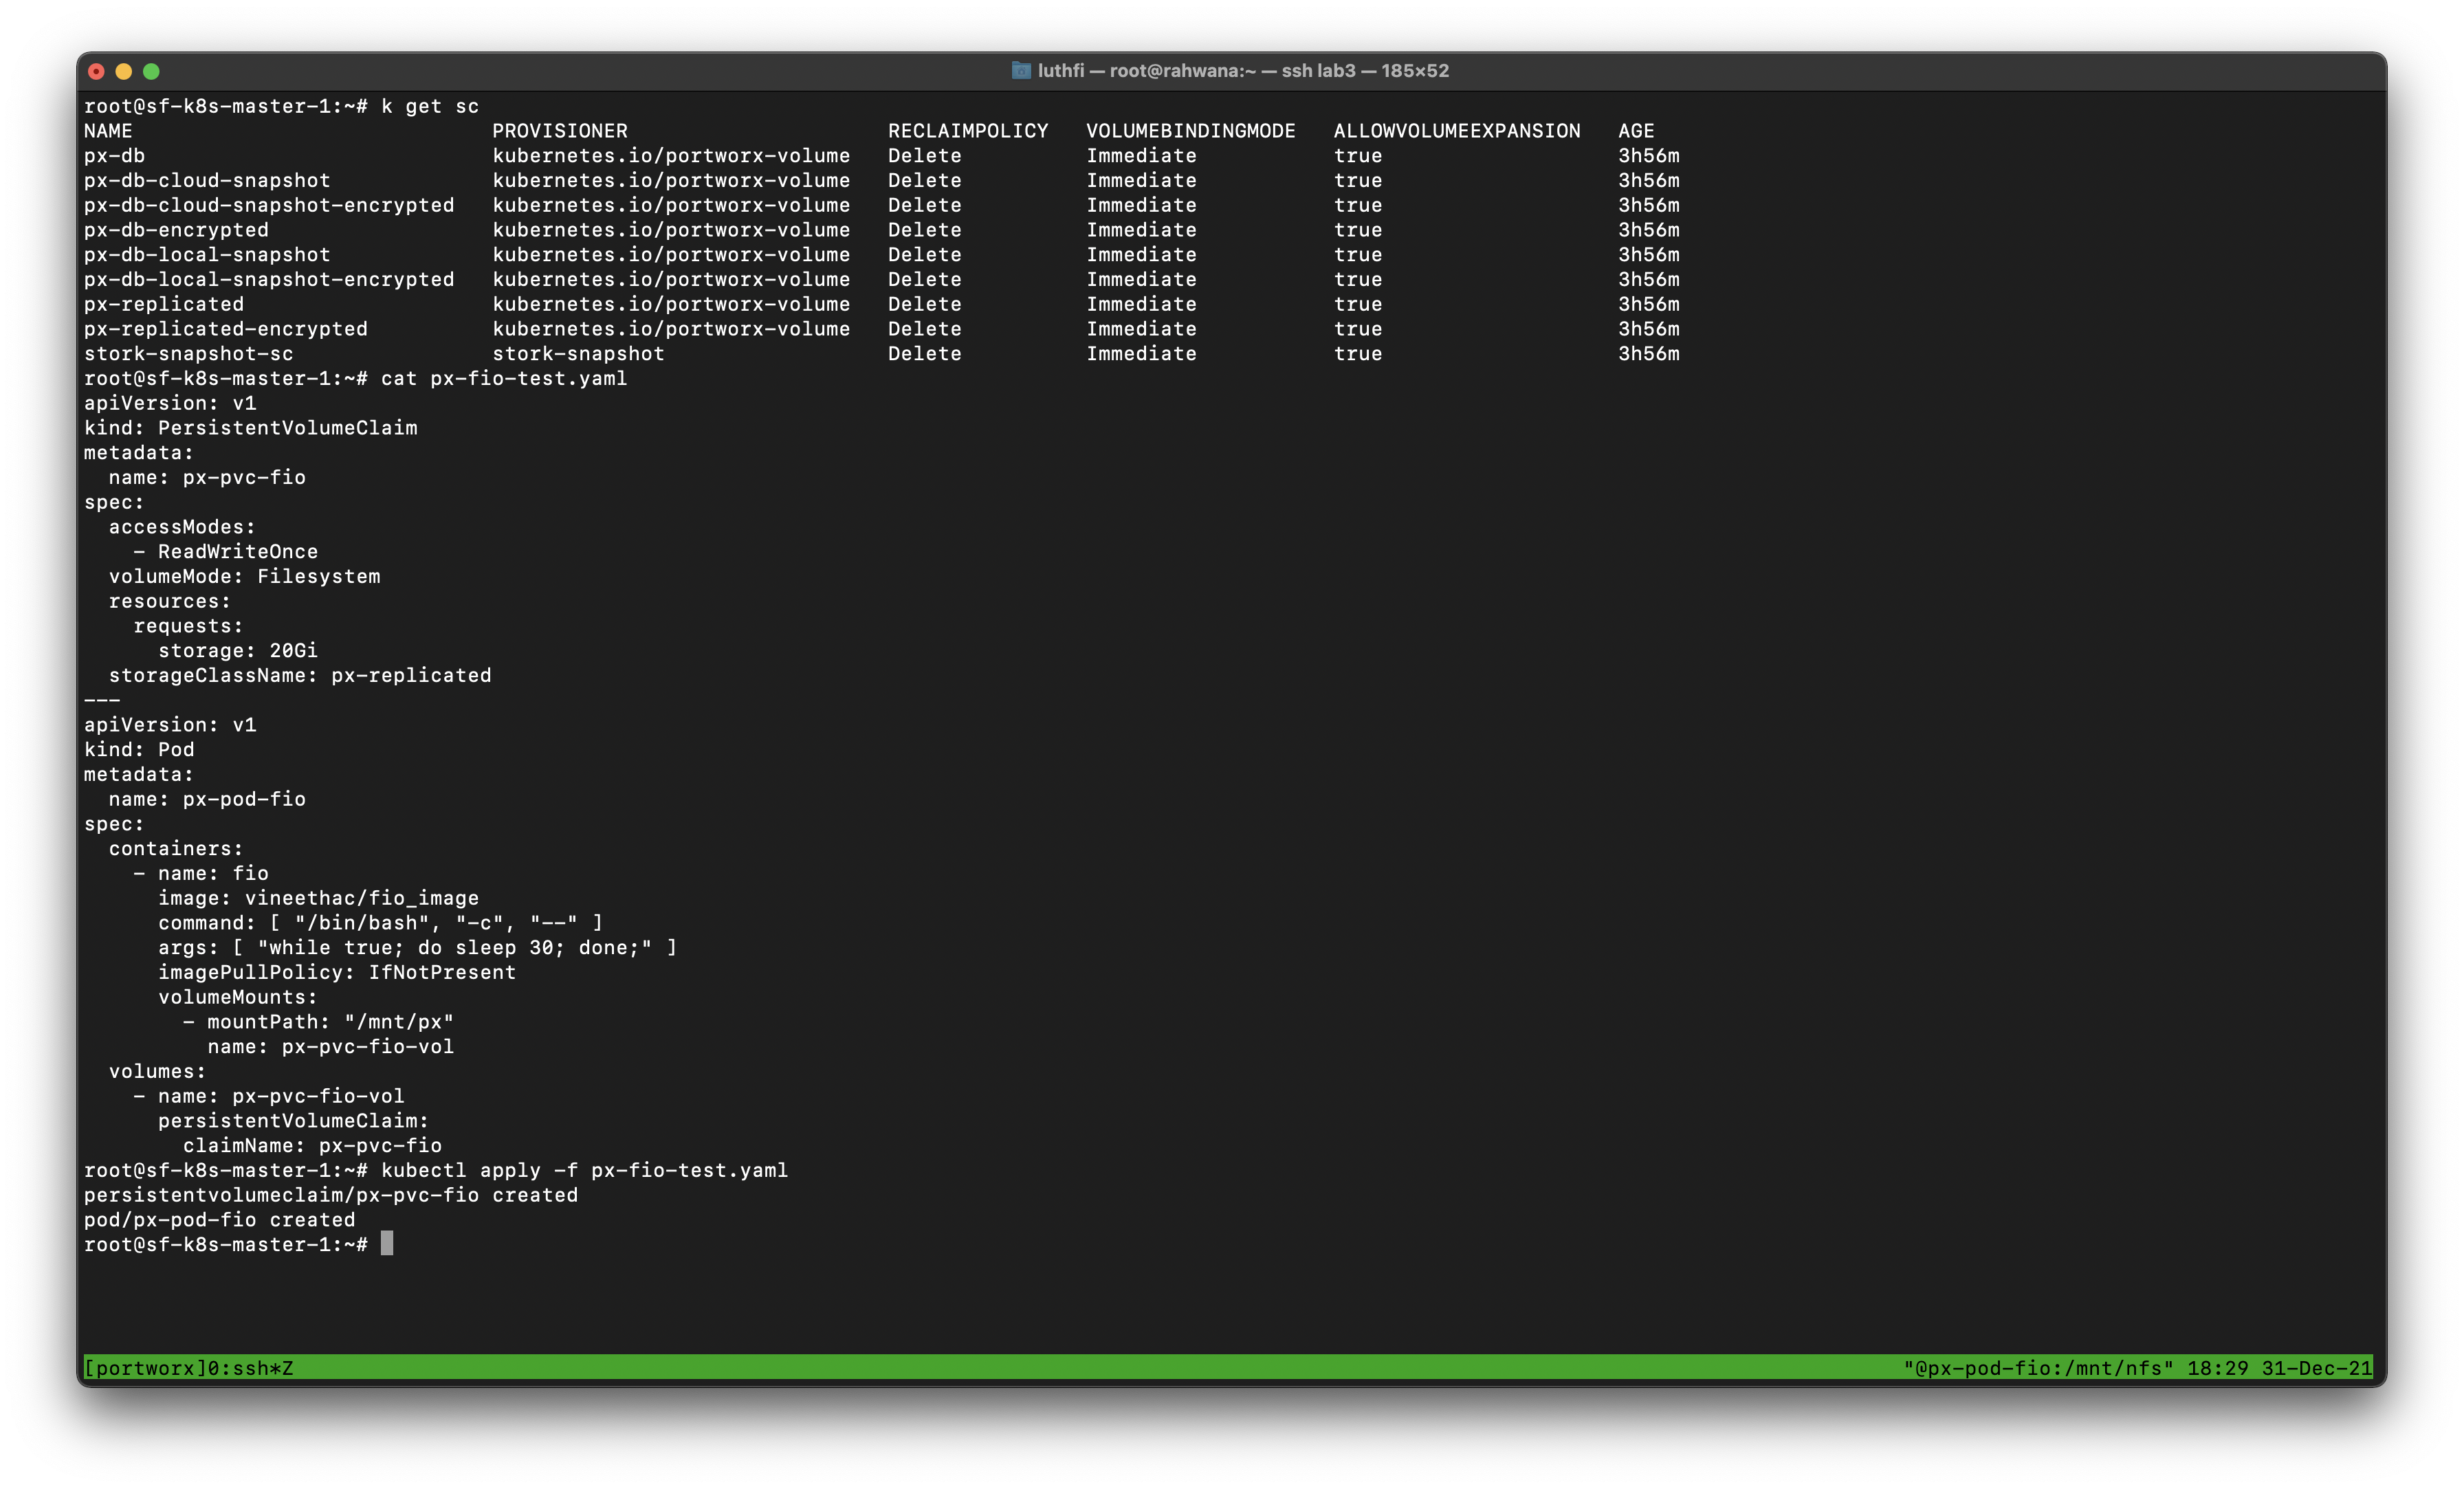 luthfi — root@rahwana:~ — ssh lab3 — 185×52
root@sf-k8s-master-1:~# k get sc
NAME                             PROVISIONER                     RECLAIMPOLICY   VOLUMEBINDINGMODE   ALLOWVOLUMEEXPANSION   AGE
px-db                            kubernetes.io/portworx-volume   Delete          Immediate           true                   3h56m
px-db-cloud-snapshot             kubernetes.io/portworx-volume   Delete          Immediate           true                   3h56m
px-db-cloud-snapshot-encrypted   kubernetes.io/portworx-volume   Delete          Immediate           true                   3h56m
px-db-encrypted                  kubernetes.io/portworx-volume   Delete          Immediate           true                   3h56m
px-db-local-snapshot             kubernetes.io/portworx-volume   Delete          Immediate           true                   3h56m
px-db-local-snapshot-encrypted   kubernetes.io/portworx-volume   Delete          Immediate           true                   3h56m
px-replicated                    kubernetes.io/portworx-volume   Delete          Immediate           true                   3h56m
px-replicated-encrypted          kubernetes.io/portworx-volume   Delete          Immediate           true                   3h56m
stork-snapshot-sc                stork-snapshot                  Delete          Immediate           true                   3h56m
root@sf-k8s-master-1:~# cat px-fio-test.yaml
apiVersion: v1
kind: PersistentVolumeClaim
metadata:
  name: px-pvc-fio
spec:
  accessModes:
    - ReadWriteOnce
  volumeMode: Filesystem
  resources:
    requests:
      storage: 20Gi
  storageClassName: px-replicated
---
apiVersion: v1
kind: Pod
metadata:
  name: px-pod-fio
spec:
  containers:
    - name: fio
      image: vineethac/fio_image
      command: [ "/bin/bash", "-c", "--" ]
      args: [ "while true; do sleep 30; done;" ]
      imagePullPolicy: IfNotPresent
      volumeMounts:
        - mountPath: "/mnt/px"
          name: px-pvc-fio-vol
  volumes:
    - name: px-pvc-fio-vol
      persistentVolumeClaim:
        claimName: px-pvc-fio
root@sf-k8s-master-1:~# kubectl apply -f px-fio-test.yaml
persistentvolumeclaim/px-pvc-fio created
pod/px-pod-fio created
root@sf-k8s-master-1:~#
[portworx]0:ssh*Z "@px-pod-fio:/mnt/nfs" 18:29 31-Dec-21